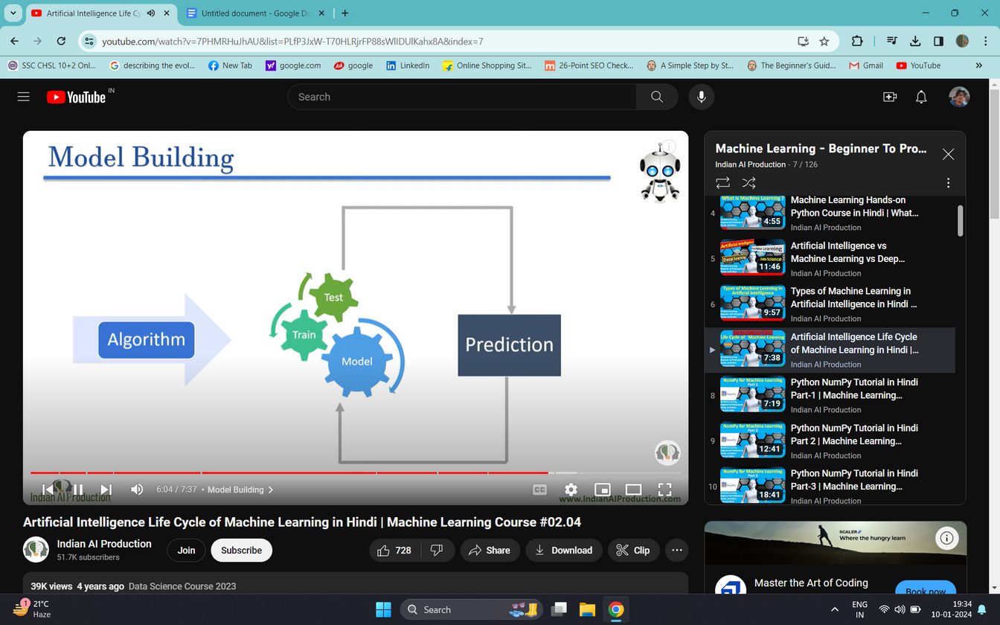 Artificial Intelligence Life Cy
Untitled document - Google Do
youtube.com/watch?v=7PHMRHuJhAU&list=PLfP3JxW-T70HLRjrFP88sWllDUlKahx8A&index=7
SSC CHSL 10+2 Onl...
describing the evol...
New Tab
google.com
google
LinkedIn
Online Shopping Sit...
26-Point SEO Check...
A Simple Step by St...
The Beginner's Guid...
Gmail
YouTube
YouTube IN
Search
Model Building
Algorithm
Test
Train
Model
Prediction
6:04 / 7:37 • Model Building
CC
Indian AI Production
www.IndianAIProduction.com
Artificial Intelligence Life Cycle of Machine Learning in Hindi | Machine Learning Course #02.04
Indian AI Production
51.7K subscribers
Join
Subscribe
728
Share
Download
Clip
39K views 4 years ago Data Science Course 2023
Machine Learning - Beginner To Pro...
Indian AI Production - 7 / 126
4
What is Machine Learning ?
4:55
Machine Learning Hands-on
Python Course in Hindi | What...
Indian AI Production
5
Artificial Intelligence
Machine Learning
Deep Learning
Data Science
11:46
Artificial Intelligence vs
Machine Learning vs Deep...
Indian AI Production
6
Types of Machine Learning in
Artificial Intelligence
9:57
Types of Machine Learning in
Artificial Intelligence in Hindi ...
Indian AI Production
Life Cycle of Machine Learning
7:38
Artificial Intelligence Life Cycle
of Machine Learning in Hindi |...
Indian AI Production
8
NumPy for Machine Learning
Part 1
7:19
Python NumPy Tutorial in Hindi
Part-1 | Machine Learning...
Indian AI Production
9
NumPy for Machine Learning
Part 2
12:41
Python NumPy Tutorial in Hindi
Part 2 | Machine Learning...
Indian AI Production
10
NumPy for Machine Learning
Part 3
18:41
Python NumPy Tutorial in Hindi
Part-3 | Machine Learning...
Indian AI Production
SCALER
Where the hungry learn
Master the Art of Coding
Book now
1
21°C
Haze
Search
ENG
IN
19:34
10-01-2024